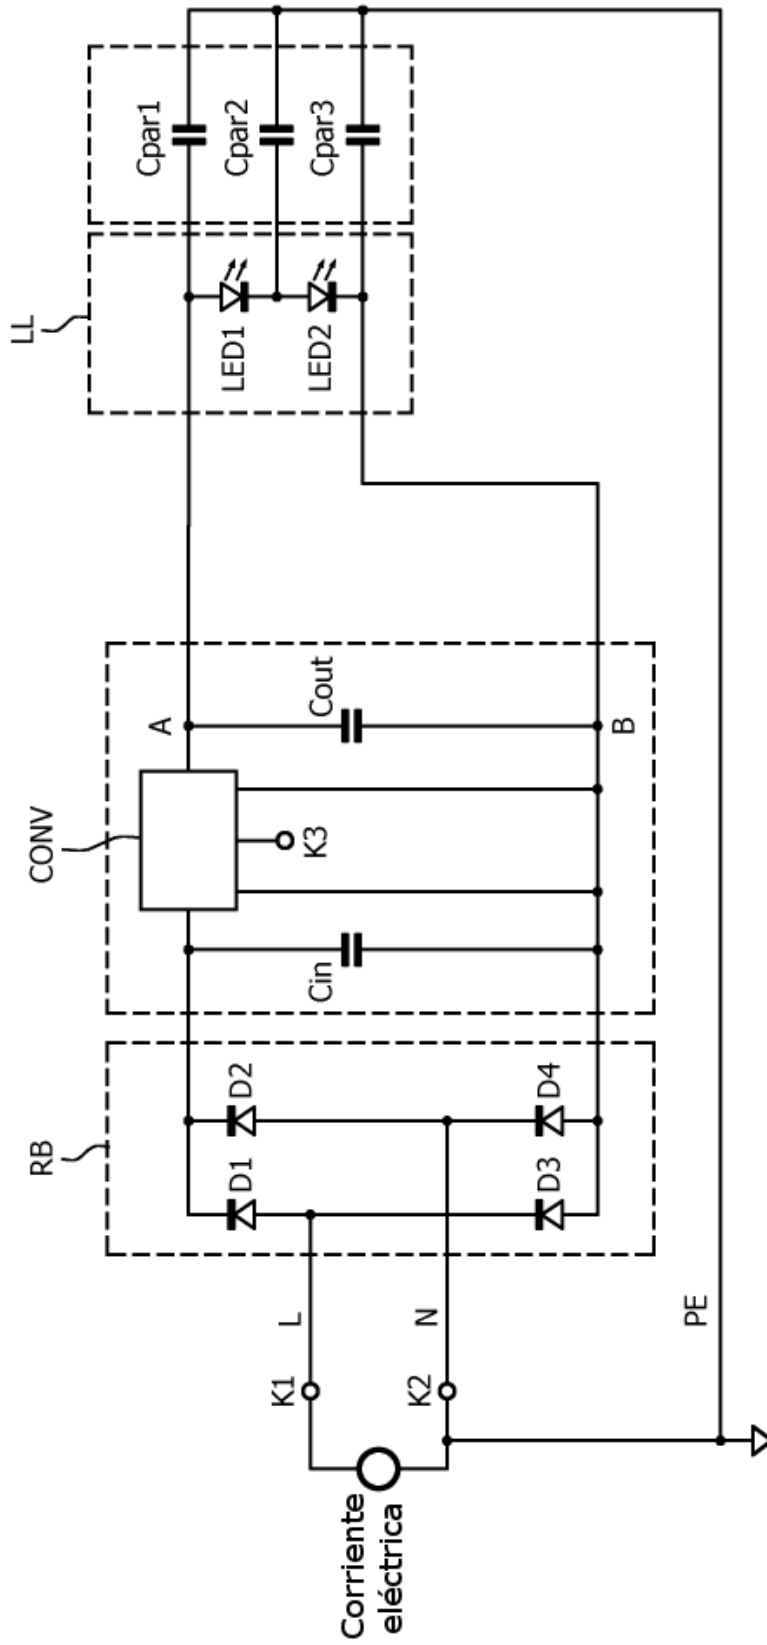 Corriente
eléctrica
K1
K2
L
N
PE
RB
D1
D2
D3
D4
CONV
Cin
K3
Cout
A
B
LL
LED1
LED2
Cpar1
Cpar2
Cpar3